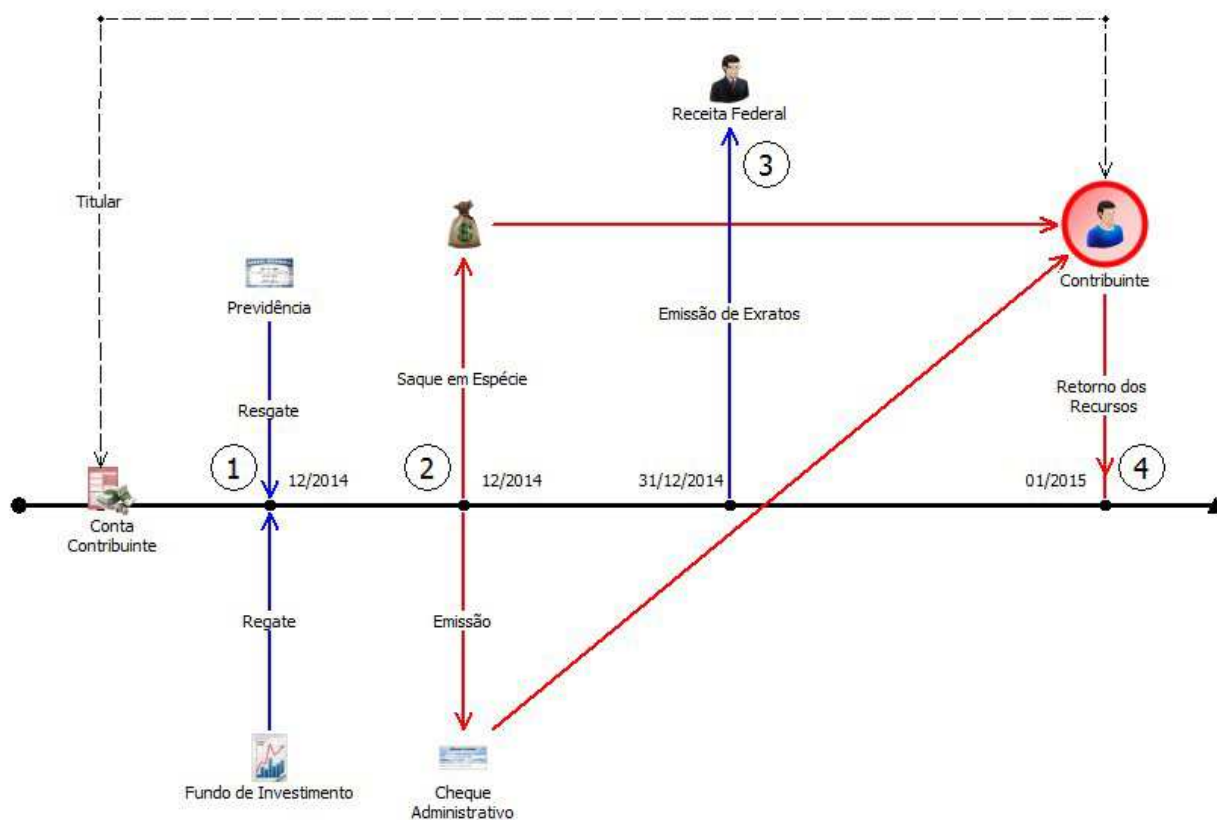 Receita Federal
3
Titular
Contribuinte
Previdência
Emissão de Exratos
Saque em Espécie
Retorno dos
Recursos
Resgate
1
12/2014
2
12/2014
31/12/2014
01/2015
4
Conta
Contribuinte
Regate
Emissão
Fundo de Investimento
Cheque
Administrativo